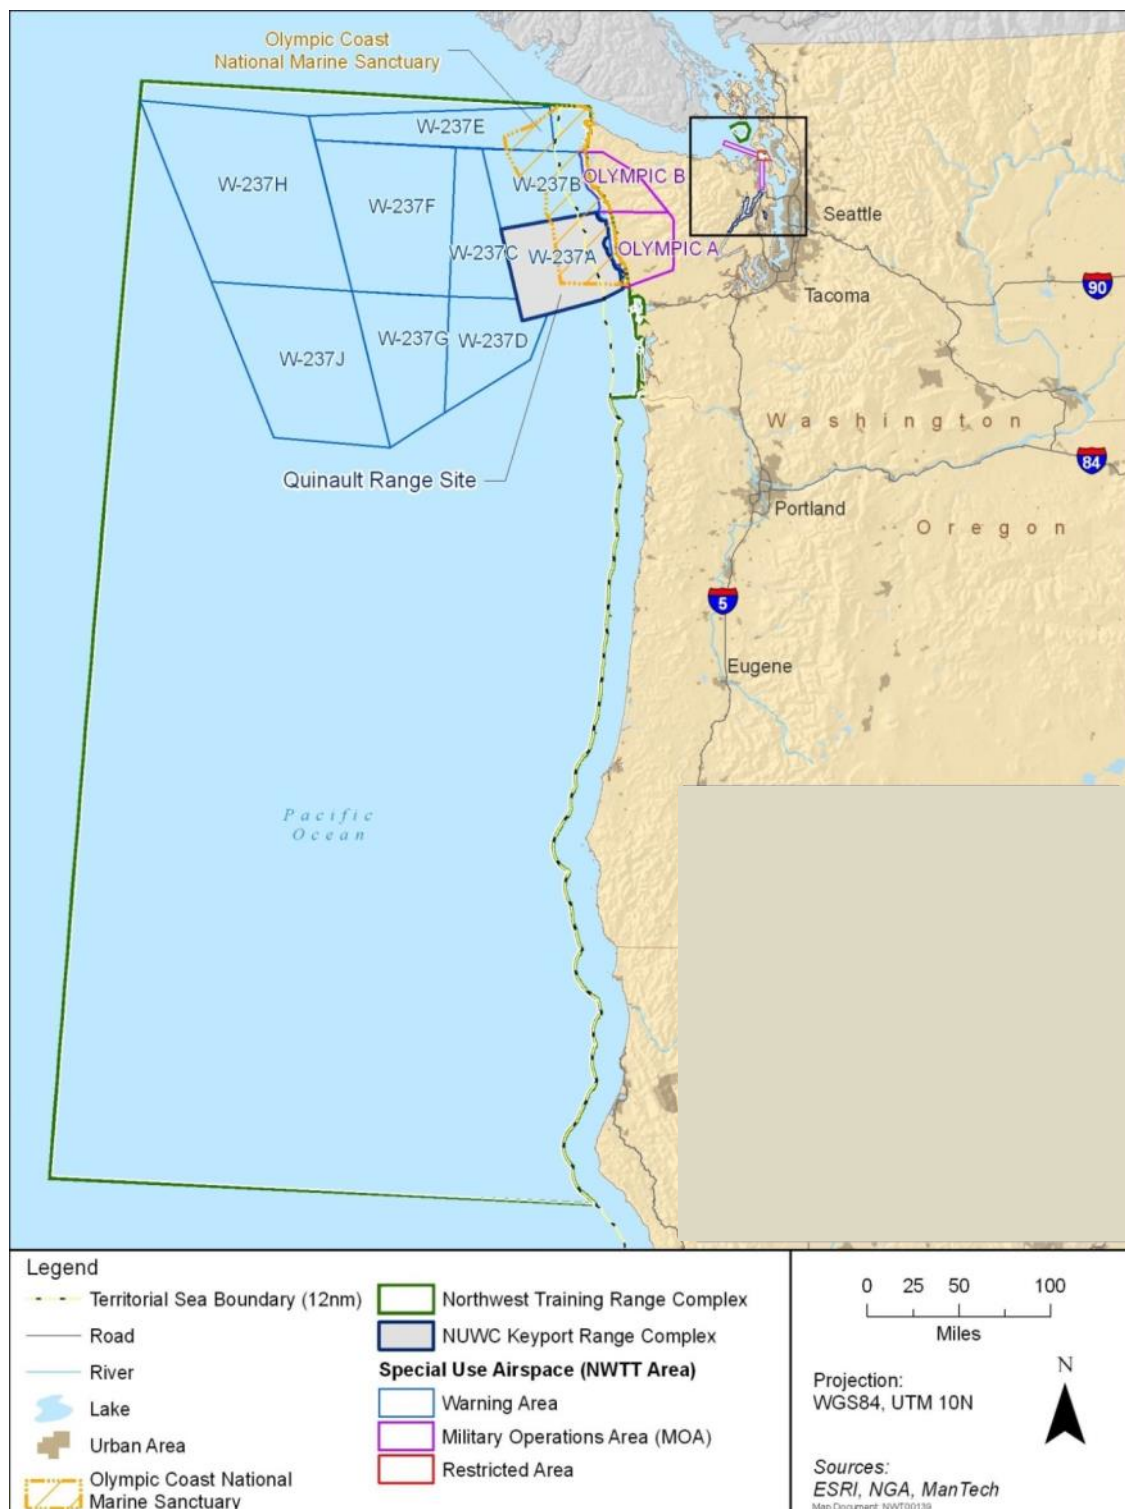 Olympic Coast
National Marine Sanctuary
W-237E
W-237H
W-237B
OLYMPIC B
W-237F
Seattle
W-237C
W-237A
OLYMPIC A
90
Tacoma
W-237G
W-237D
W-237J
Washington
84
Quinault Range Site
Portland
Oregon
5
Eugene
Pacific
Ocean
Legend
Territorial Sea Boundary (12nm)
Road
River
Lake
Urban Area
Olympic Coast National
Marine Sanctuary
Northwest Training Range Complex
NUWC Keyport Range Complex
Special Use Airspace (NWTT Area)
Warning Area
Military Operations Area (MOA)
Restricted Area
0 25 50 100
Miles
N
Projection:
WGS84, UTM 10N
Sources:
ESRI, NGA, ManTech
Map Document: NWT00139